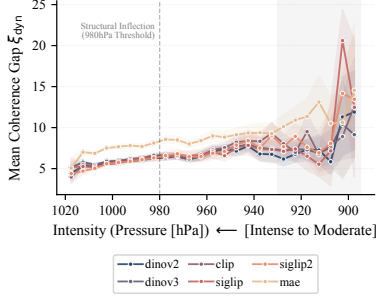 25
20
15
10
5
Mean Coherence Gap ξdyn
Structural Inflection
(980hPa Threshold)
1020 1000 980 960 940 920 900
Intensity (Pressure [hPa]) ⟵ [Intense to Moderate]
dinov2 clip siglip2
dinov3 siglip mae